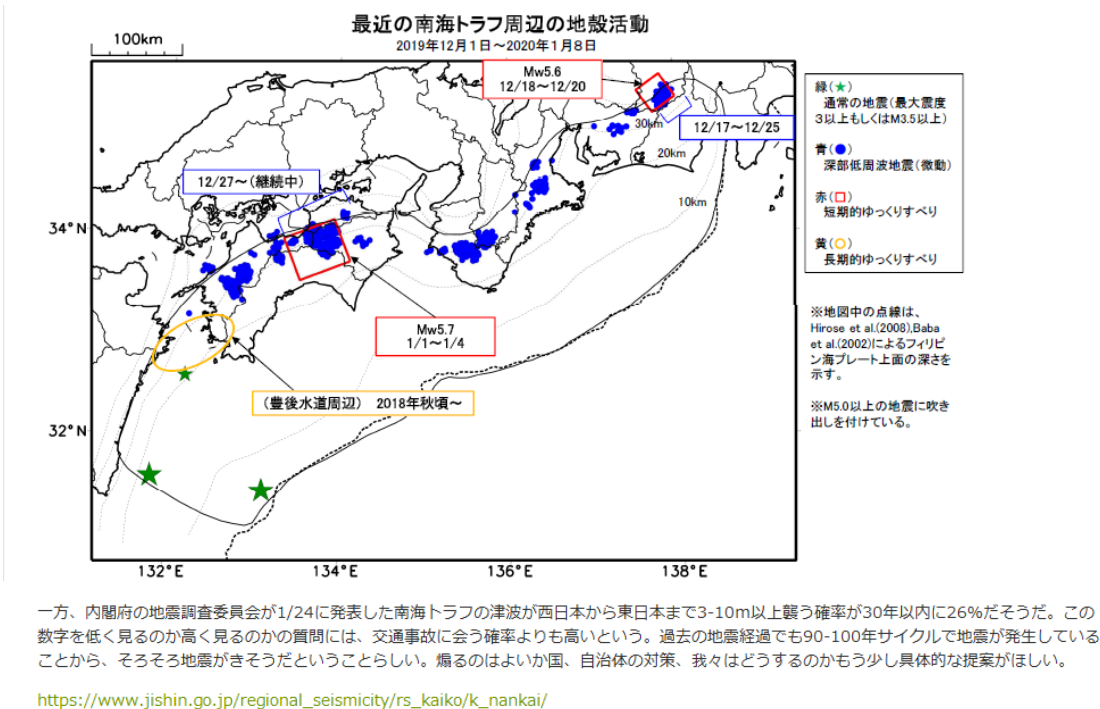 最近の南海トラフ周辺の地殻活動
2019年12月1日～2020年1月8日
100km
Mw5.6
12/18～12/20
12/17～12/25
30km
20km
10km
12/27～(継続中)
Mw5.7
1/1～1/4
(豊後水道周辺) 2018年秋頃～
34°N
32°N
132°E
134°E
136°E
138°E
緑(★)
通常の地震(最大震度
3以上もしくはM3.5以上)
青(●)
深部低周波地震(微動)
赤(□)
短期的ゆっくりすべり
黄(○)
長期的ゆっくりすべり
※地図中の点線は、
Hirose et al.(2008),Baba
et al.(2002)によるフィリピ
ン海プレート上面の深さを
示す。
※M5.0以上の地震に吹き
出しを付けている。
一方、内閣府の地震調査委員会が1/24に発表した南海トラフの津波が西日本から東日本まで3-10m以上襲う確率が30年以内に26%だそうだ。この
数字を低く見るのか高く見るのかの質問には、交通事故に会う確率よりも高いという。過去の地震経過でも90-100年サイクルで地震が発生している
ことから、そろそろ地震がきそうだということらしい。煽るのはよいか国、自治体の対策、我々はどうするのかもう少し具体的な提案がほしい。
https://www.jishin.go.jp/regional_seismicity/rs_kaiko/k_nankai/